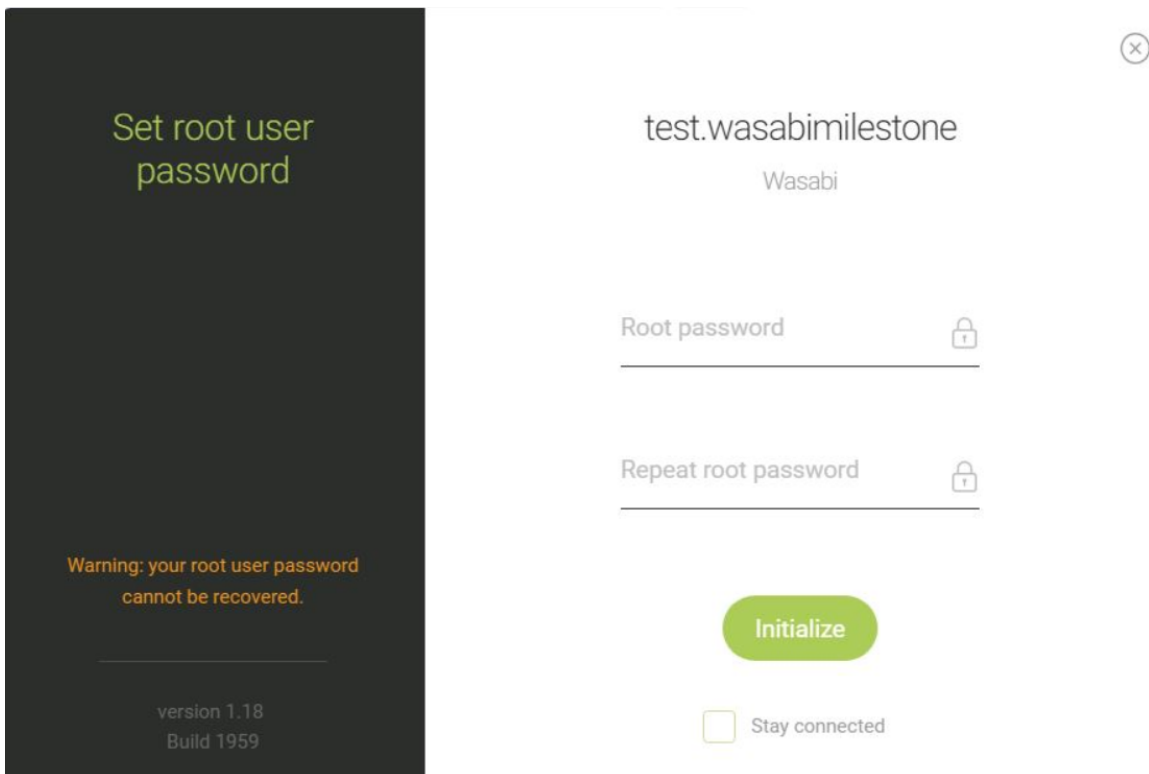 Set root user
password
Warning: your root user password
cannot be recovered.
version 1.18
Build 1959
test.wasabimilestone
Wasabi
Root password
Repeat root password
Initialize
Stay connected